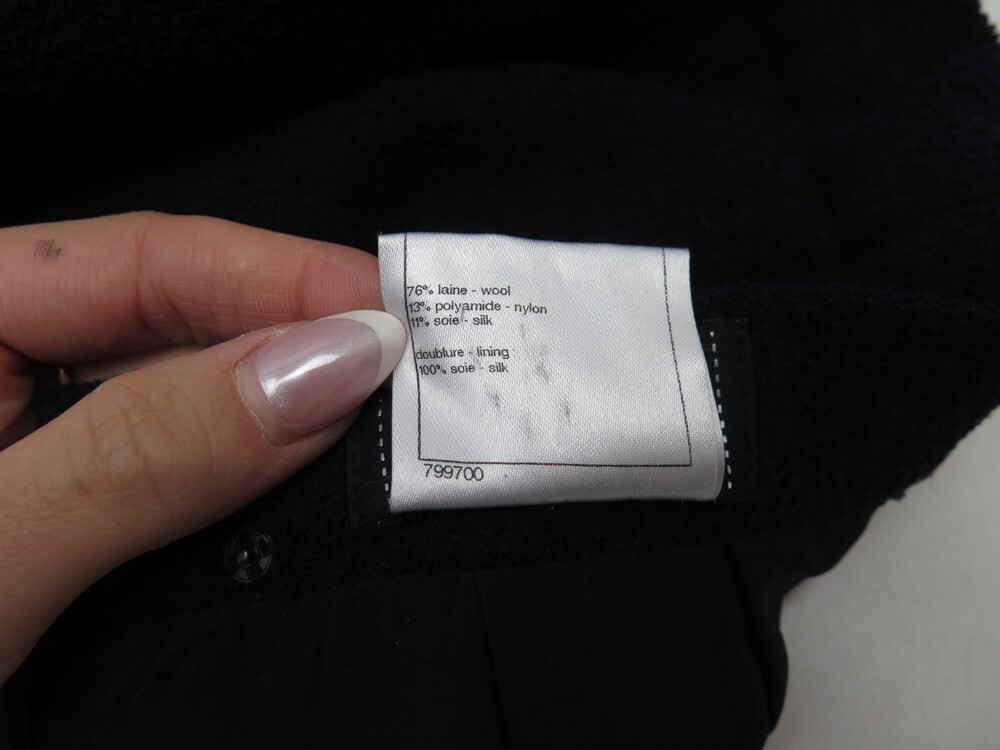 76% laine - wool
13% polyamide - nylon
11% soie - silk
doublure - lining
100% soie - silk
799700